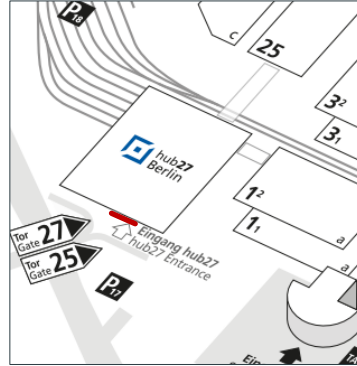 P18
c
25
3²
3₁
hub27
Berlin
1²
1₁
a
a
Eingang hub27
hub27 Entrance
Tor
Gate 27
Tor
Gate 25
P17